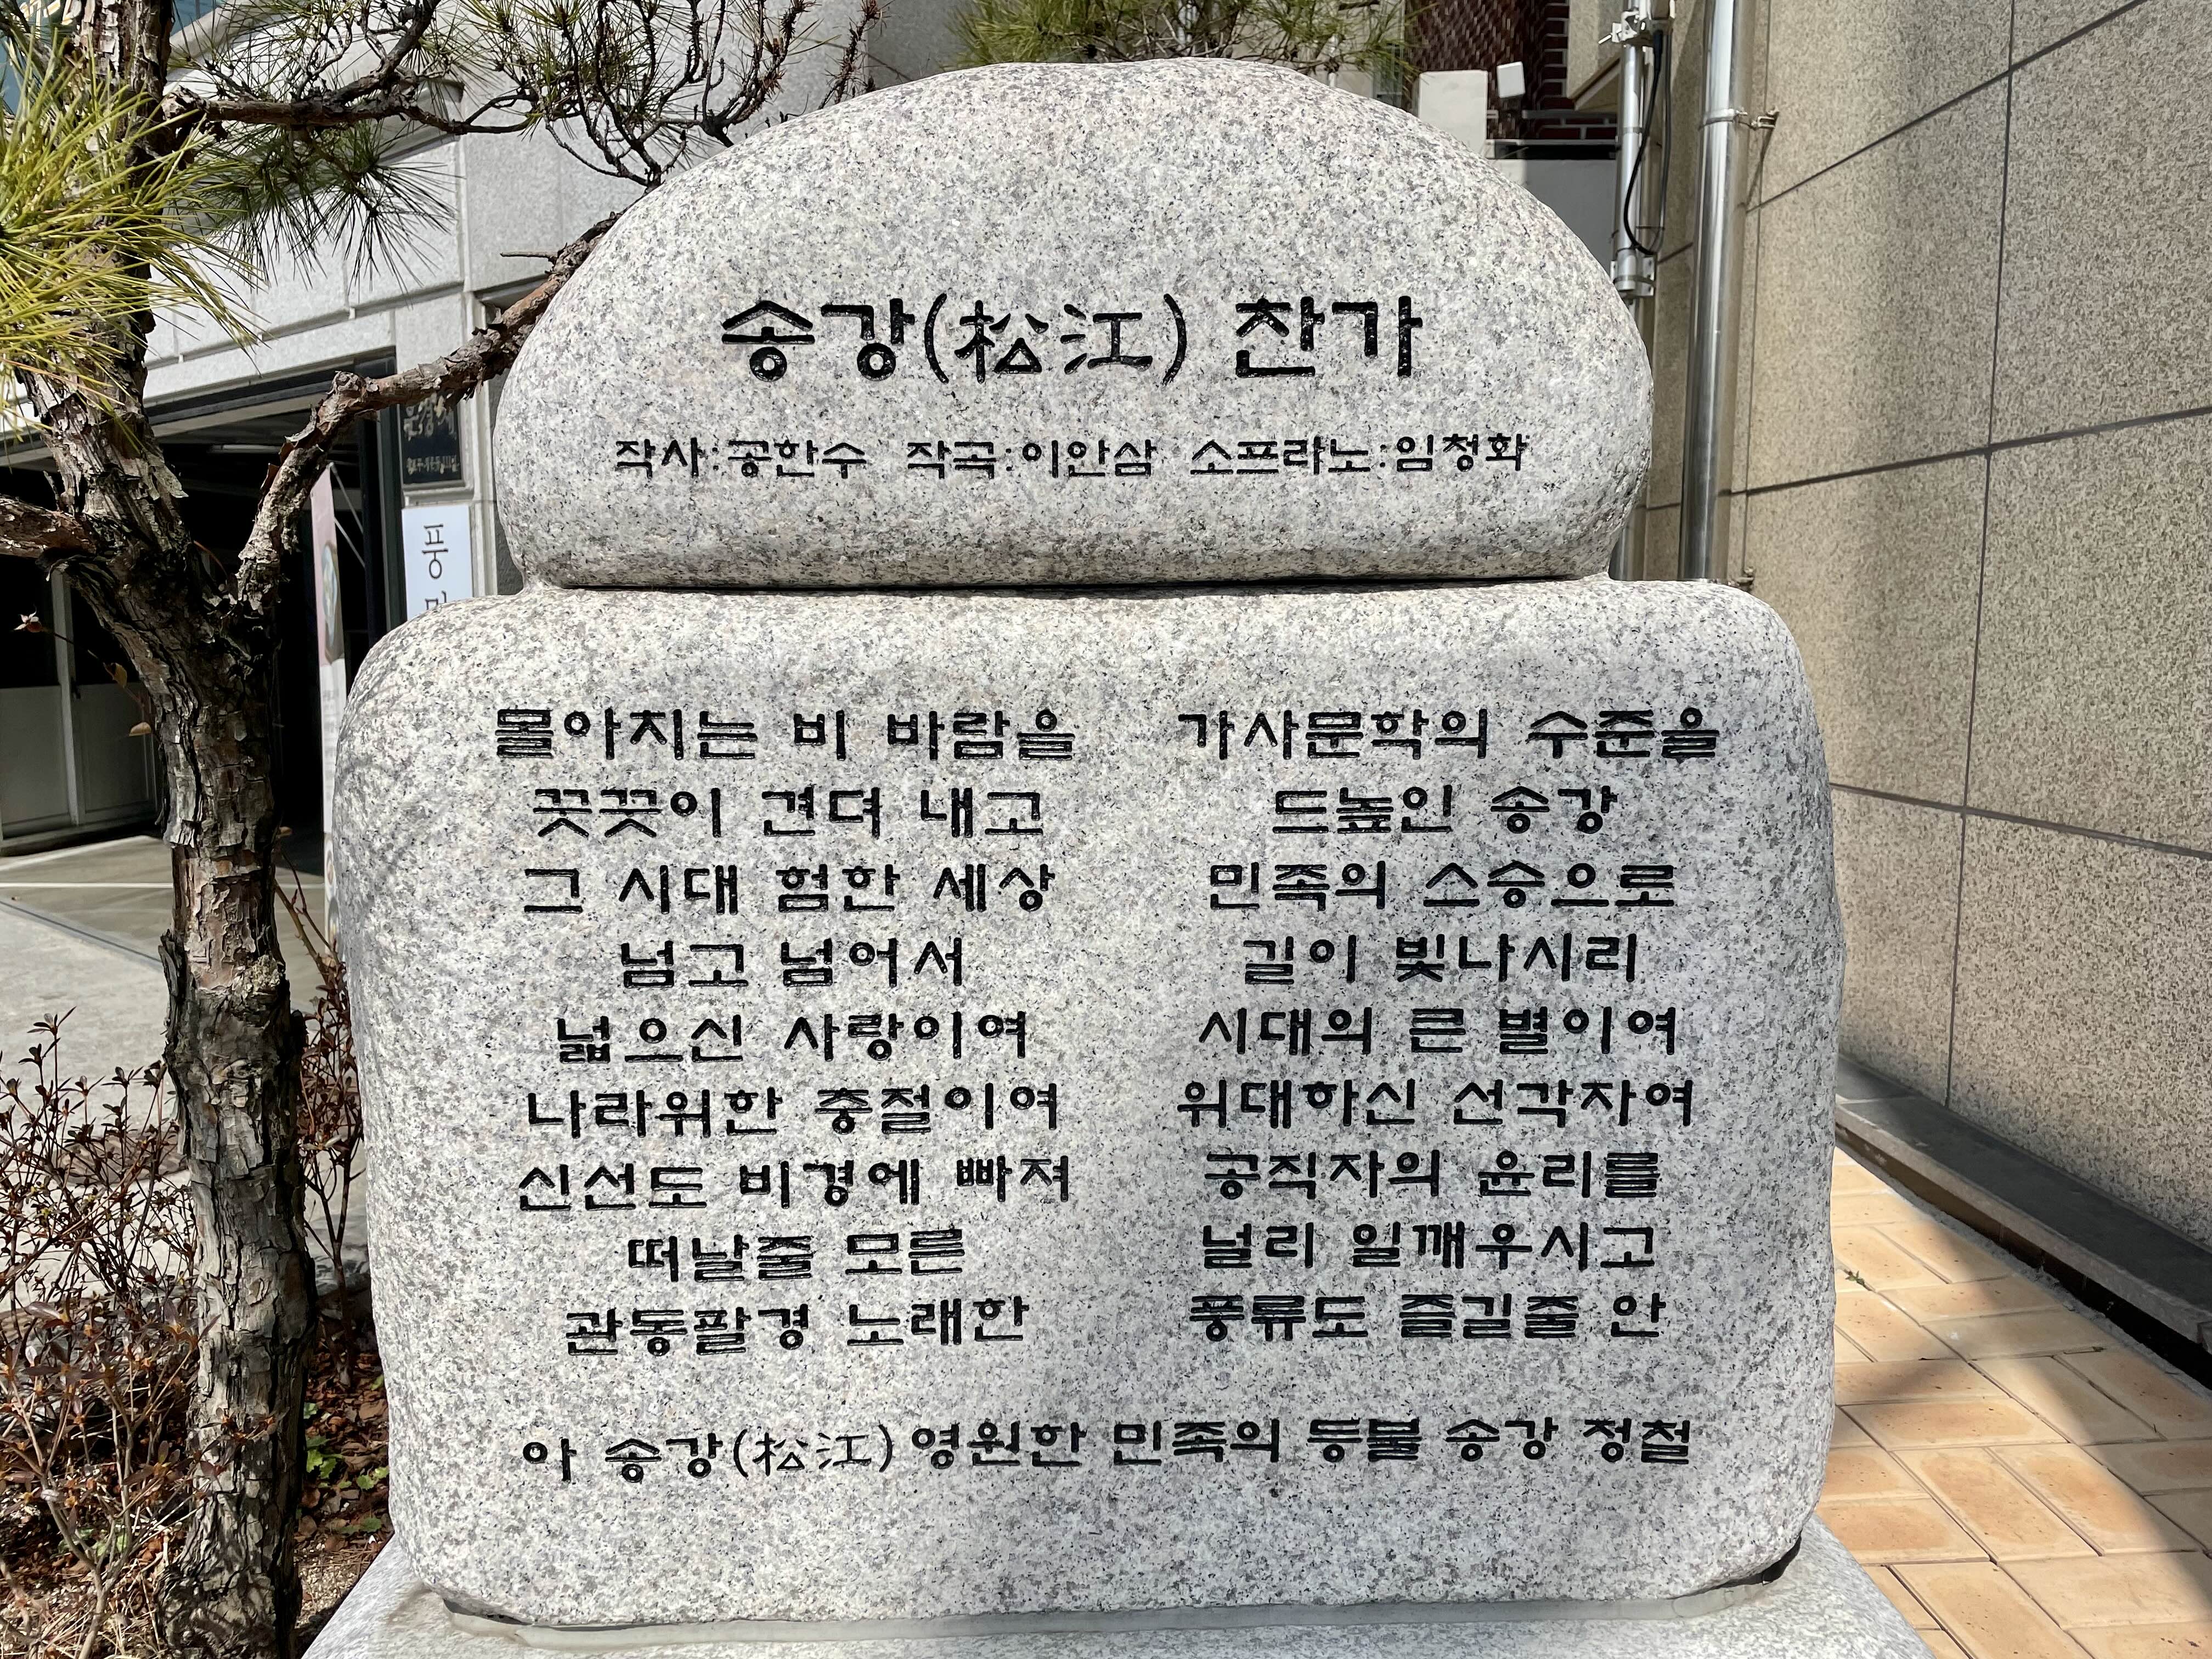 송강(松江) 찬가
작사:공한수 작곡:이안삼 소프라노:임청화
몰아치는 비 바람을
꿋꿋이 견뎌 내고
그 시대 험한 세상
넘고 넘어서
넓으신 사랑이여
나라위한 충절이여
신선도 비경에 빠져
떠날줄 모른
관동팔경 노래한
가사문학의 수준을
드높인 송강
민족의 스승으로
길이 빛나시리
시대의 큰 별이여
위대하신 선각자여
공직자의 윤리를
널리 일깨우시고
풍류도 즐길줄 안
아 송강(松江) 영원한 민족의 등불 송강 정철
풍